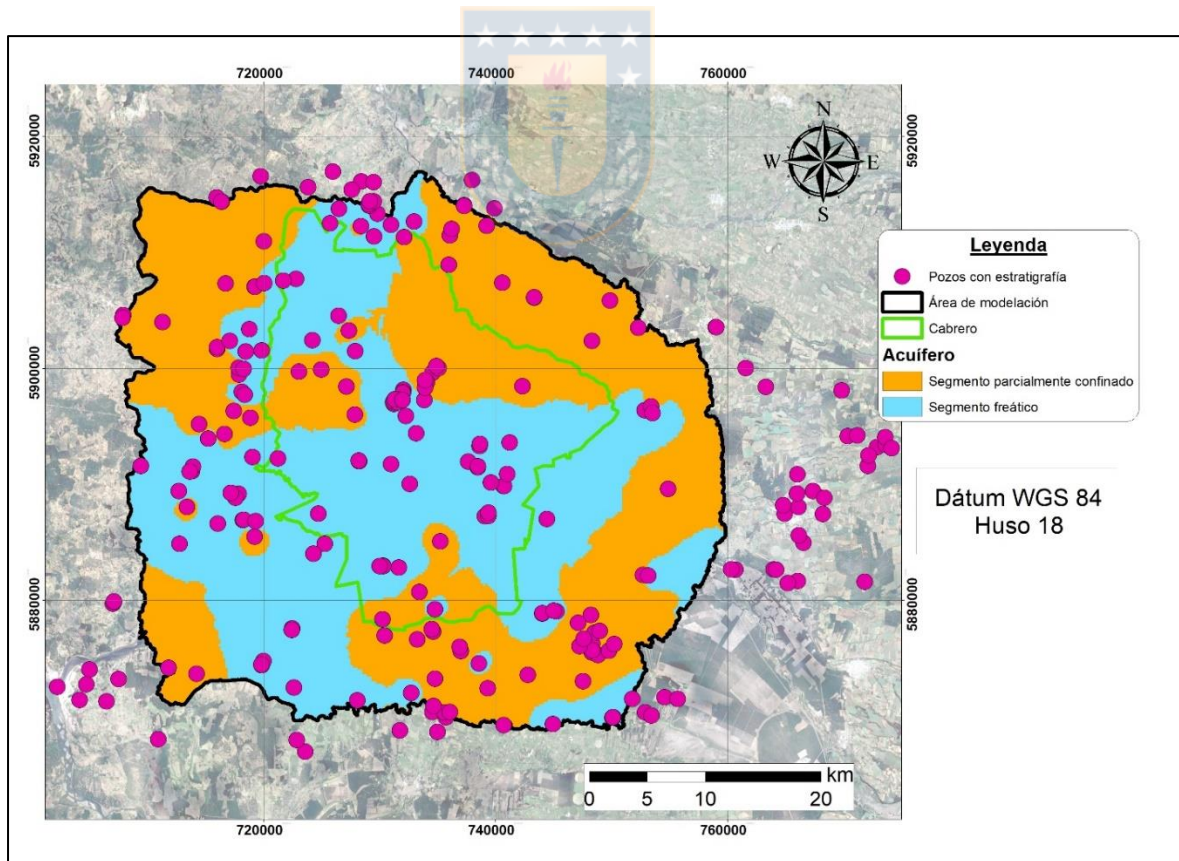 720000
740000
760000
5920000
5920000
N
W
E
S
Leyenda
Pozos con estratigrafía
Área de modelación
Cabrero
Acuífero
Segmento parcialmente confinado
Segmento freático
5900000
5900000
Dátum WGS 84
Huso 18
5880000
5880000
km
0
5
10
20
720000
740000
760000